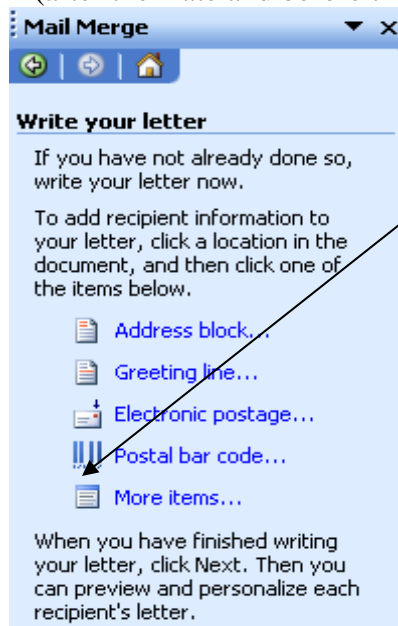 Mail Merge
Write your letter
If you have not already done so,
write your letter now.
To add recipient information to
your letter, click a location in the
document, and then click one of
the items below.
Address block...
Greeting line...
Electronic postage...
Postal bar code...
More items...
When you have finished writing
your letter, click Next. Then you
can preview and personalize each
recipient's letter.